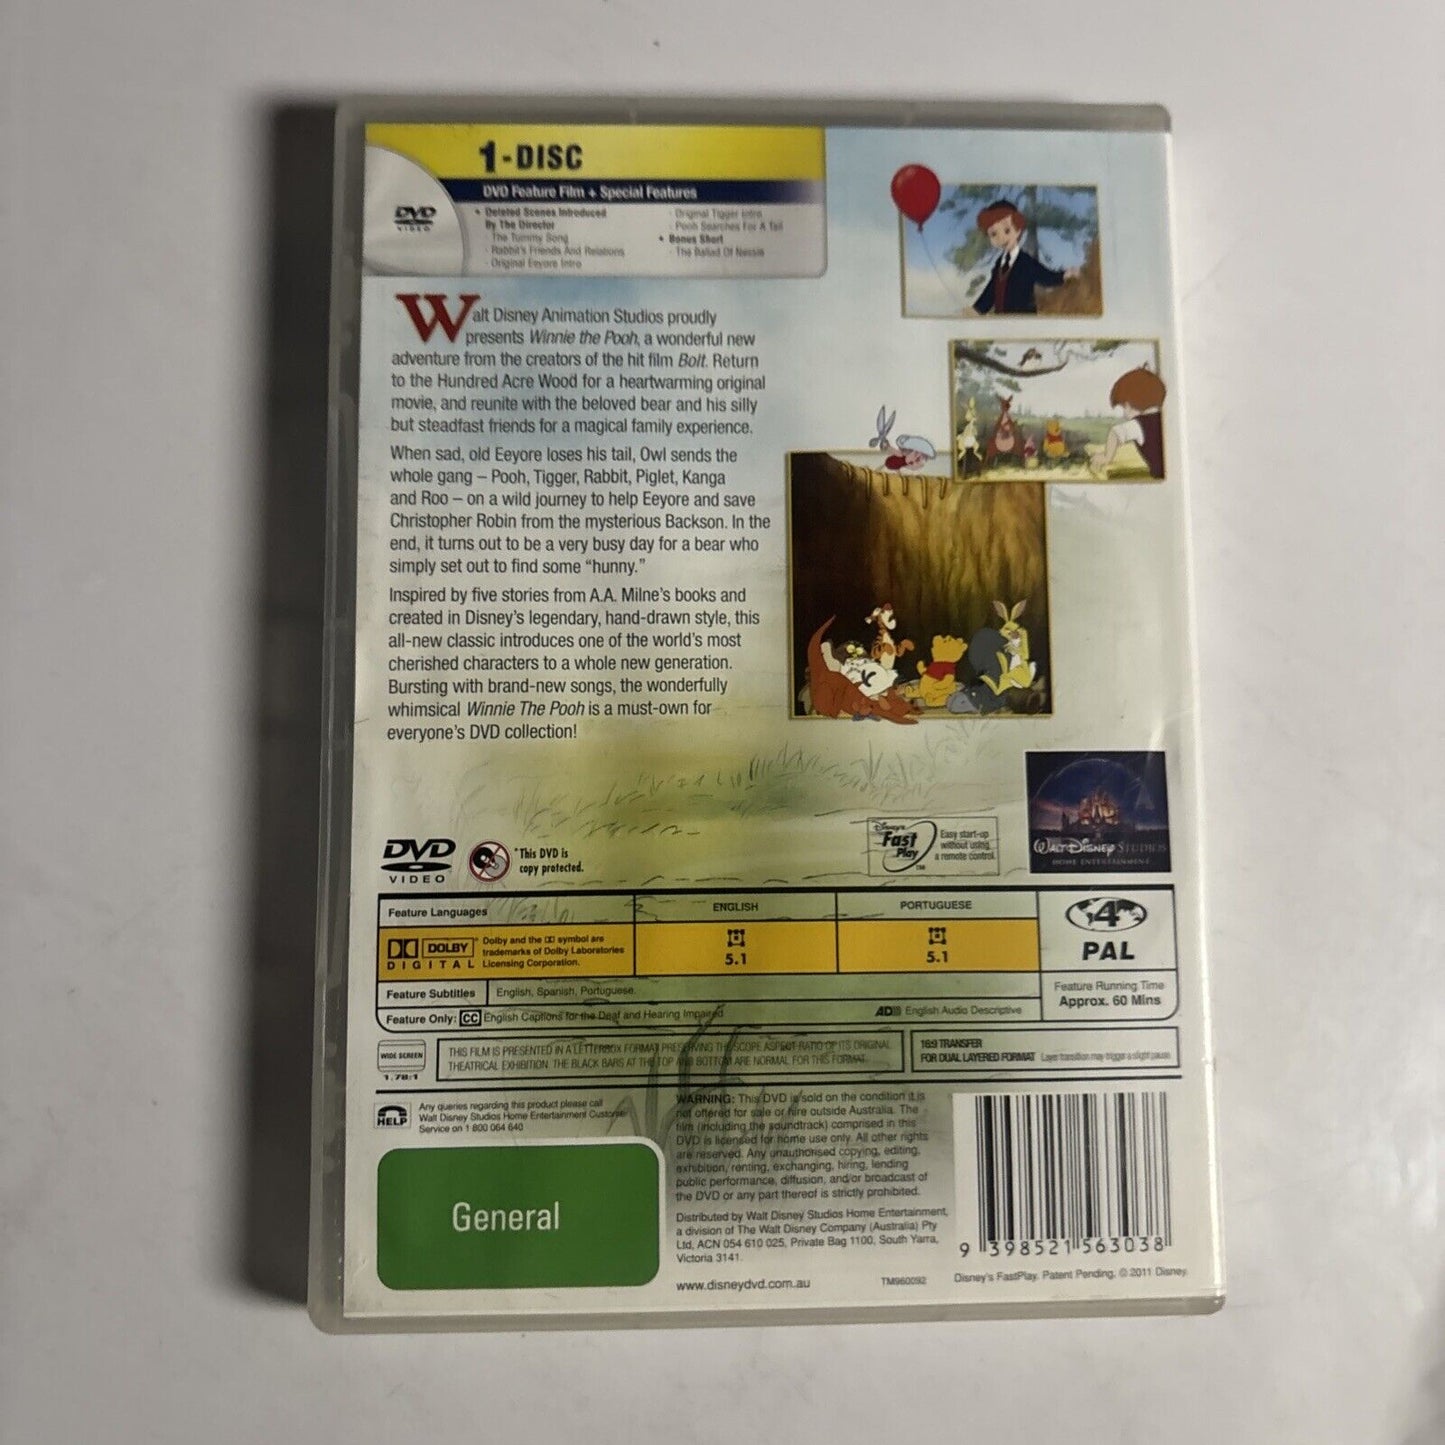 1-DISC
DVD Feature Film + Special Features
DVD
VIDEO
• Deleted Scenes Introduced
By The Director
- The Tummy Song
- Rabbit's Friends And Relations
- Original Eeyore Intro
- Original Tigger Intro
- Pooh Searches For A Tail
• Bonus Short
- The Ballad Of Nessie
Walt Disney Animation Studios proudly
presents Winnie the Pooh, a wonderful new
adventure from the creators of the hit film Bolt. Return
to the Hundred Acre Wood for a heartwarming original
movie, and reunite with the beloved bear and his silly
but steadfast friends for a magical family experience.
When sad, old Eeyore loses his tail, Owl sends the
whole gang – Pooh, Tigger, Rabbit, Piglet, Kanga
and Roo – on a wild journey to help Eeyore and save
Christopher Robin from the mysterious Backson. In the
end, it turns out to be a very busy day for a bear who
simply set out to find some “hunny.”
Inspired by five stories from A.A. Milne's books and
created in Disney's legendary, hand-drawn style, this
all-new classic introduces one of the world's most
cherished characters to a whole new generation.
Bursting with brand-new songs, the wonderfully
whimsical Winnie The Pooh is a must-own for
everyone's DVD collection!
DVD
VIDEO
*This DVD is
copy protected.
Disney's
Fast
Play
™
Easy start-up
without using
a remote control.
WALT DISNEY STUDIOS
HOME ENTERTAINMENT
Feature Languages
ENGLISH
PORTUGUESE
DOLBY
DIGITAL
Dolby and the DD symbol are
trademarks of Dolby Laboratories
Licensing Corporation.
5.1
5.1
4
PAL
Feature Subtitles
English, Spanish, Portuguese.
Feature Running Time
Approx. 60 Mins
Feature Only: CC English Captions for the Deaf and Hearing Impaired
AD English Audio Descriptive
WIDE SCREEN
1.78:1
THIS FILM IS PRESENTED IN A LETTERBOX FORMAT PRESERVING THE SCOPE ASPECT RATIO OF ITS ORIGINAL
THEATRICAL EXHIBITION. THE BLACK BARS AT THE TOP AND BOTTOM ARE NORMAL FOR THIS FORMAT.
16:9 TRANSFER
FOR DUAL LAYERED FORMAT Layer transition may trigger a slight pause.
HELP
Any queries regarding this product please call
Walt Disney Studios Home Entertainment Customer
Service on 1 800 064 640
General
WARNING: This DVD is sold on the condition it is
not offered for sale or hire outside Australia. The
film (including the soundtrack) comprised in this
DVD is licensed for home use only. All other rights
are reserved. Any unauthorised copying, editing,
exhibition, renting, exchanging, hiring, lending
public performance, diffusion, and/or broadcast of
the DVD or any part thereof is strictly prohibited.
Distributed by Walt Disney Studios Home Entertainment,
a division of The Walt Disney Company (Australia) Pty
Ltd, ACN 054 610 025, Private Bag 1100, South Yarra,
Victoria 3141.
www.disneydvd.com.au
TM960092
9 398521 563038
Disney's FastPlay, Patent Pending. © 2011 Disney.